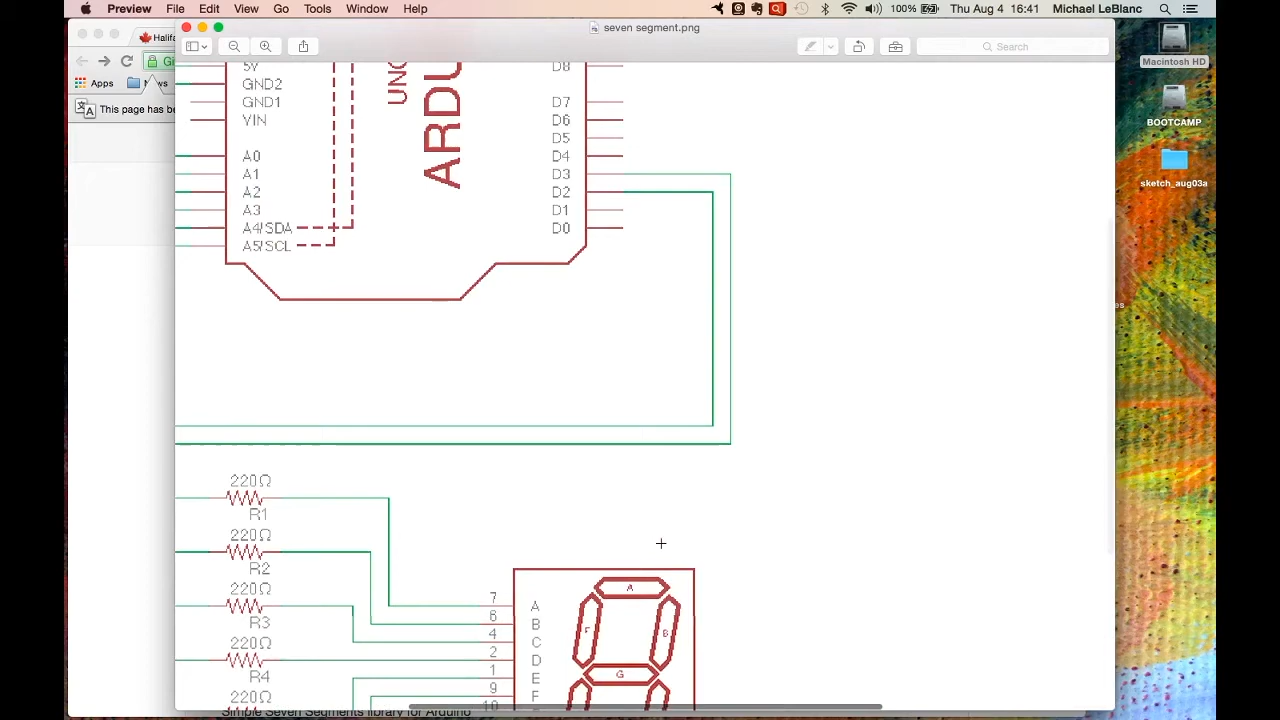 Preview File Edit View Go Tools Window Help
100% Thu Aug 4 16:41 Michael LeBlanc
seven segment.png
Search
Halifa
Apps
This page has be
Macintosh HD
BOOTCAMP
sketch_aug03a
es
5V
GND2
GND1
VIN
A0
A1
A2
A3
A4/SDA
A5/SCL
D8
D7
D6
D5
D4
D3
D2
D1
D0
220Ω
R1
220Ω
R2
220Ω
R3
220Ω
R4
220Ω
7 A
6 B
4 C
2 D
1 E
9 F
10
A
F
B
G
Simple Seven Segments library for Arduino